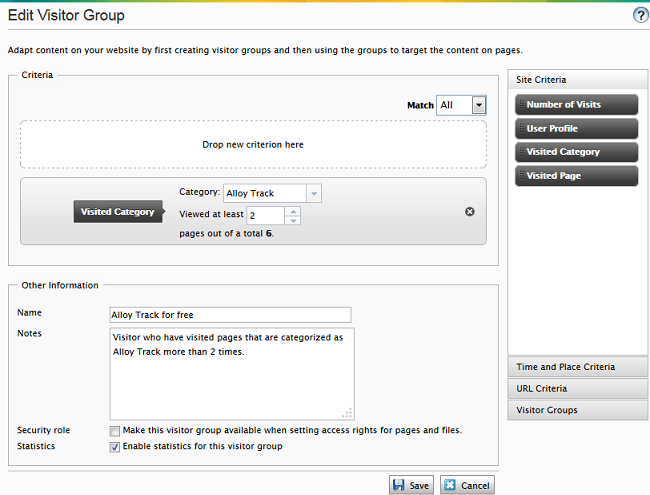 Edit Visitor Group
?
Adapt content on your website by first creating visitor groups and then using the groups to target the content on pages.
Criteria
Match All
Drop new criterion here
Visited Category
Category: Alloy Track
Viewed at least 2
pages out of a total 6.
Other Information
Name Alloy Track for free
Notes Visitor who have visited pages that are categorized as
Alloy Track more than 2 times.
Security role Make this visitor group available when setting access rights for pages and files.
Statistics Enable statistics for this visitor group
Save Cancel
Site Criteria
Number of Visits
User Profile
Visited Category
Visited Page
Time and Place Criteria
URL Criteria
Visitor Groups